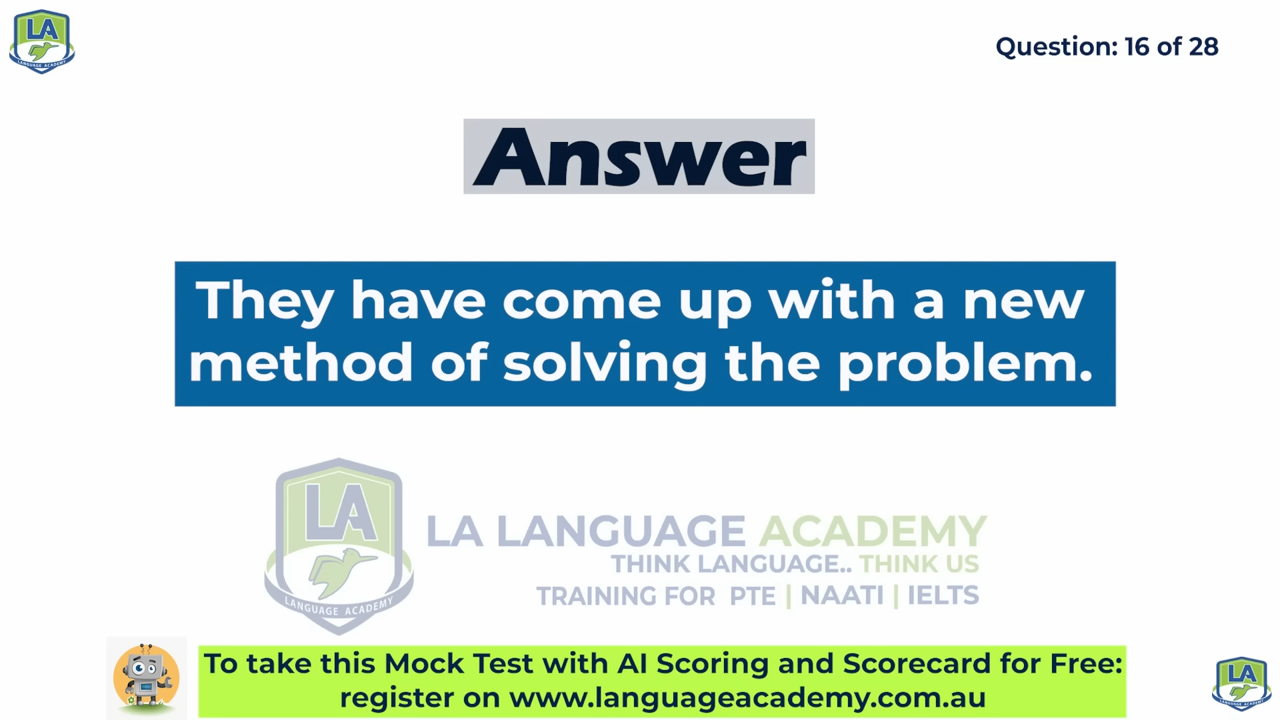 LA
LANGUAGE ACADEMY
Question: 16 of 28
Answer
They have come up with a new
method of solving the problem.
LA
LANGUAGE ACADEMY
LA LANGUAGE ACADEMY
THINK LANGUAGE.. THINK US
TRAINING FOR PTE | NAATI | IELTS
To take this Mock Test with AI Scoring and Scorecard for Free:
register on www.languageacademy.com.au
LA
LANGUAGE ACADEMY